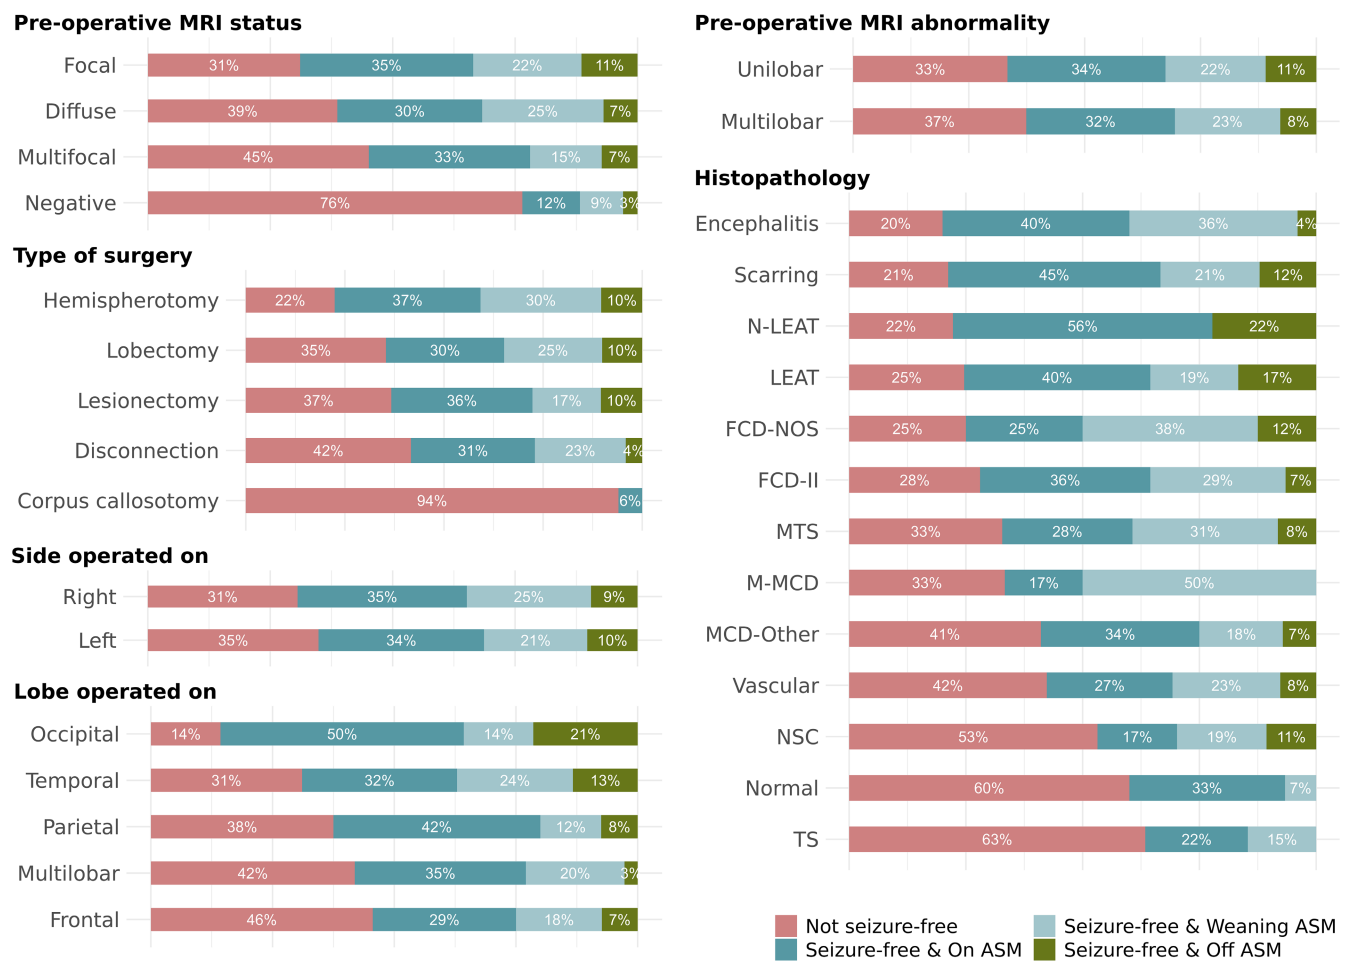 Pre-operative MRI status
Focal 31% 35% 22% 11%
Diffuse 39% 30% 25% 7%
Multifocal 45% 33% 15% 7%
Negative 76% 12% 9% 3%
Type of surgery
Hemispherotomy 22% 37% 30% 10%
Lobectomy 35% 30% 25% 10%
Lesionectomy 37% 36% 17% 10%
Disconnection 42% 31% 23% 4%
Corpus callosotomy 94% 6%
Side operated on
Right 31% 35% 25% 9%
Left 35% 34% 21% 10%
Lobe operated on
Occipital 14% 50% 14% 21%
Temporal 31% 32% 24% 13%
Parietal 38% 42% 12% 8%
Multilobar 42% 35% 20% 3%
Frontal 46% 29% 18% 7%
Pre-operative MRI abnormality
Unilobar 33% 34% 22% 11%
Multilobar 37% 32% 23% 8%
Histopathology
Encephalitis 20% 40% 36% 4%
Scarring 21% 45% 21% 12%
N-LEAT 22% 56% 22%
LEAT 25% 40% 19% 17%
FCD-NOS 25% 25% 38% 12%
FCD-II 28% 36% 29% 7%
MTS 33% 28% 31% 8%
M-MCD 33% 17% 50%
MCD-Other 41% 34% 18% 7%
Vascular 42% 27% 23% 8%
NSC 53% 17% 19% 11%
Normal 60% 33% 7%
TS 63% 22% 15%
Not seizure-free Seizure-free & Weaning ASM
Seizure-free & On ASM Seizure-free & Off ASM